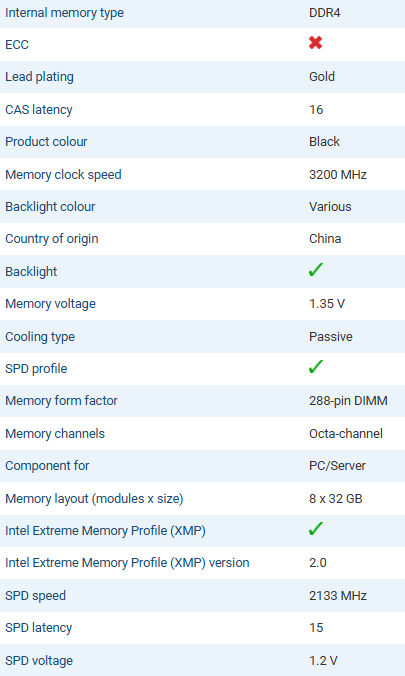 Internal memory type DDR4
ECC
Lead plating Gold
CAS latency 16
Product colour Black
Memory clock speed 3200 MHz
Backlight colour Various
Country of origin China
Backlight
Memory voltage 1.35 V
Cooling type Passive
SPD profile
Memory form factor 288-pin DIMM
Memory channels Octa-channel
Component for PC/Server
Memory layout (modules x size) 8 x 32 GB
Intel Extreme Memory Profile (XMP)
Intel Extreme Memory Profile (XMP) version 2.0
SPD speed 2133 MHz
SPD latency 15
SPD voltage 1.2 V